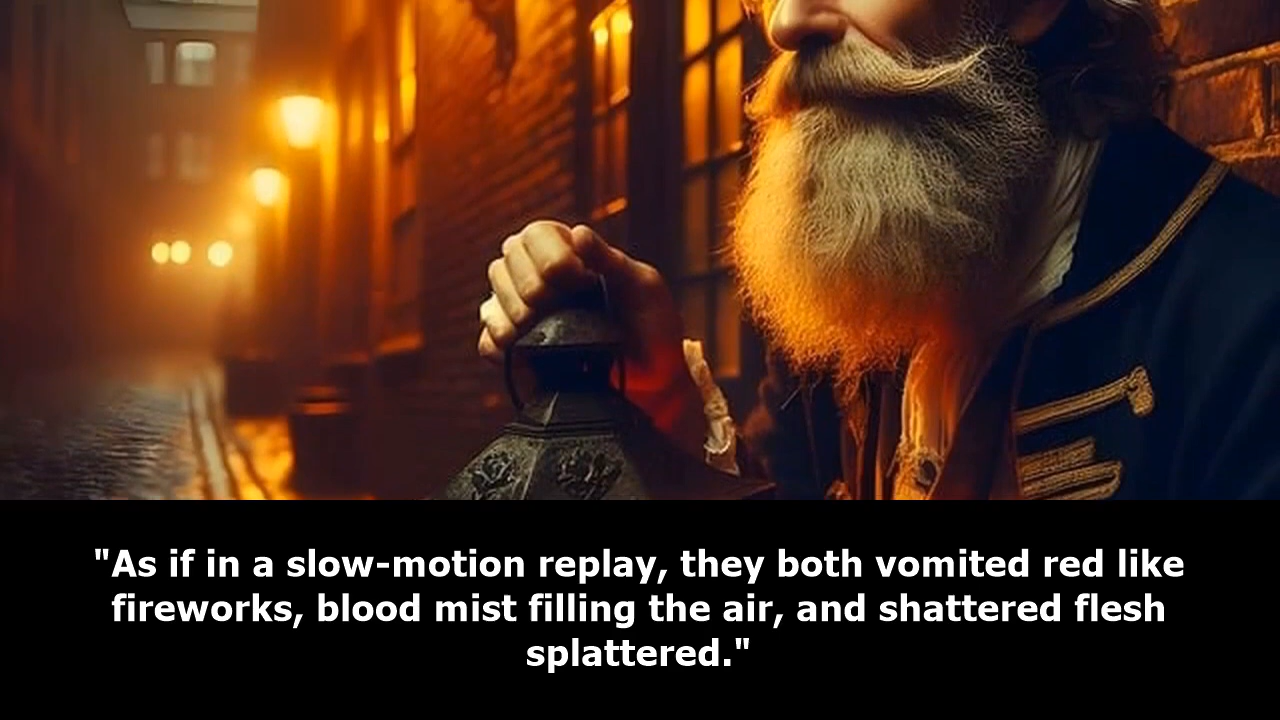 "As if in a slow-motion replay, they both vomited red like
fireworks, blood mist filling the air, and shattered flesh
splattered."